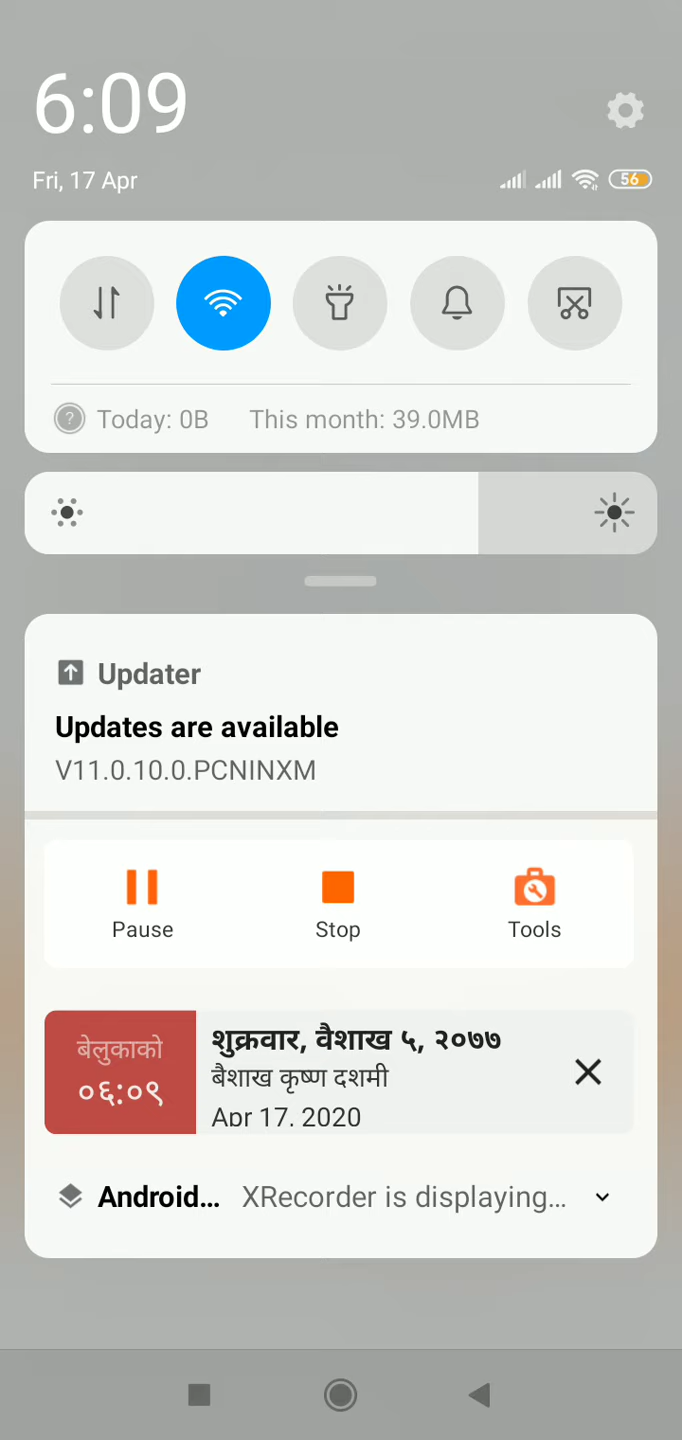 6:09
Fri, 17 Apr
56
Today: 0B This month: 39.0MB
Updater
Updates are available
V11.0.10.0.PCNINXM
Pause Stop Tools
बेलुकाको
०६:०९
शुक्रवार, वैशाख ५, २०७७
बैशाख कृष्ण दशमी
Apr 17, 2020
Android... XRecorder is displaying...